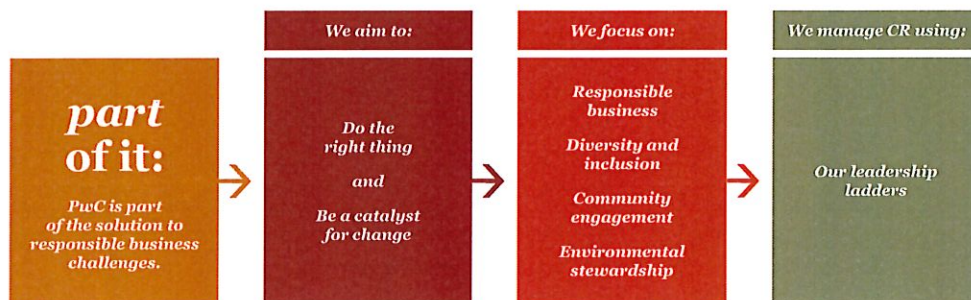 part
of it:
PwC is part
of the solution to
responsible business
challenges.
We aim to:
Do the
right thing
and
Be a catalyst
for change
We focus on:
Responsible
business
Diversity and
inclusion
Community
engagement
Environmental
stewardship
We manage CR using:
Our leadership
ladders